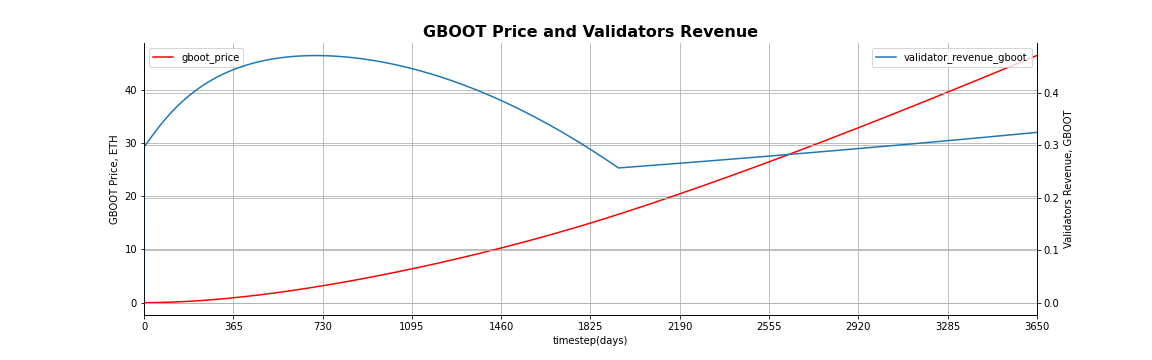 GBOOT Price and Validators Revenue
gboot_price
validator_revenue_gboot
GBOOT Price, ETH
40
30
20
10
0
Validators Revenue, GBOOT
0.4
0.3
0.2
0.1
0.0
0 365 730 1095 1460 1825 2190 2555 2920 3285 3650
timestep(days)